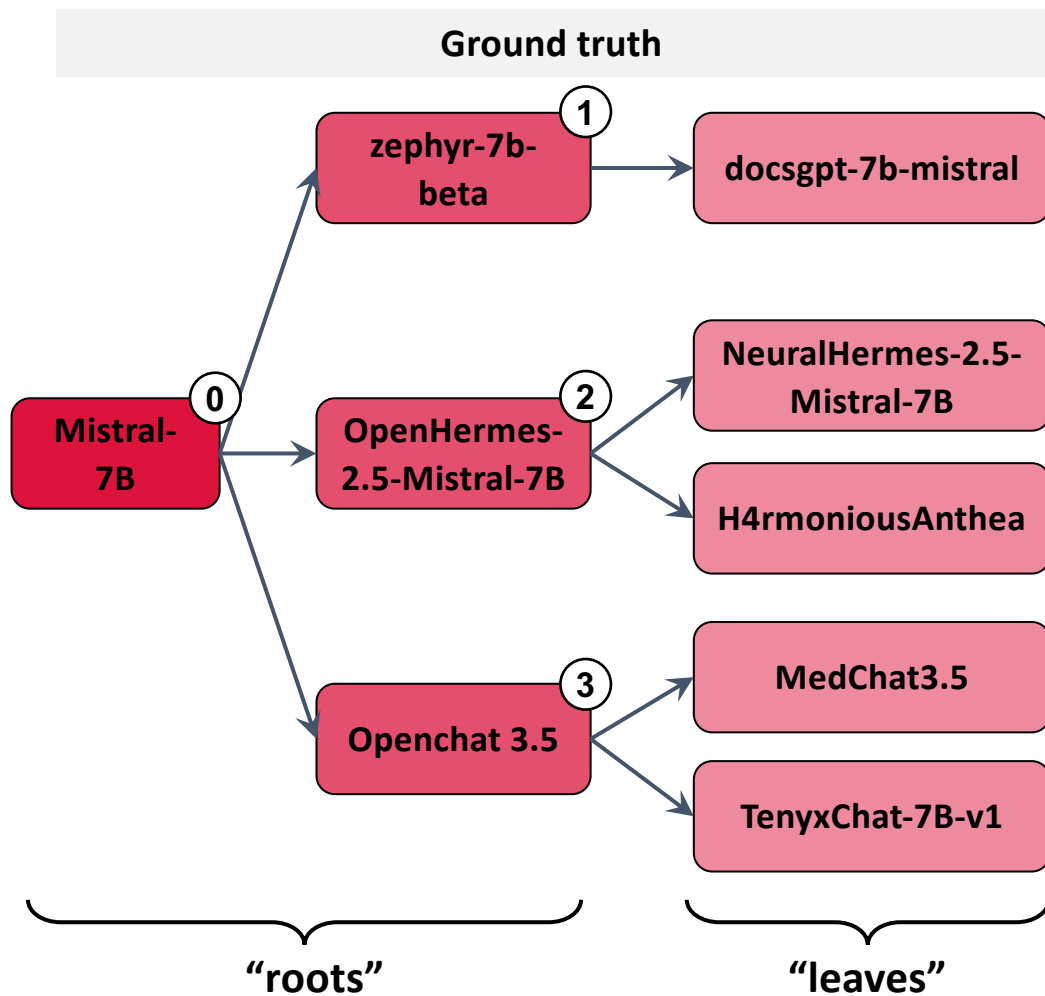 Ground truth
1
zephyr-7b-
beta
docsgpt-7b-mistral
0
Mistral-
7B
2
OpenHermes-
2.5-Mistral-7B
NeuralHermes-2.5-
Mistral-7B
H4rmoniousAnthea
3
Openchat 3.5
MedChat3.5
TenyxChat-7B-v1
“roots”
“leaves”